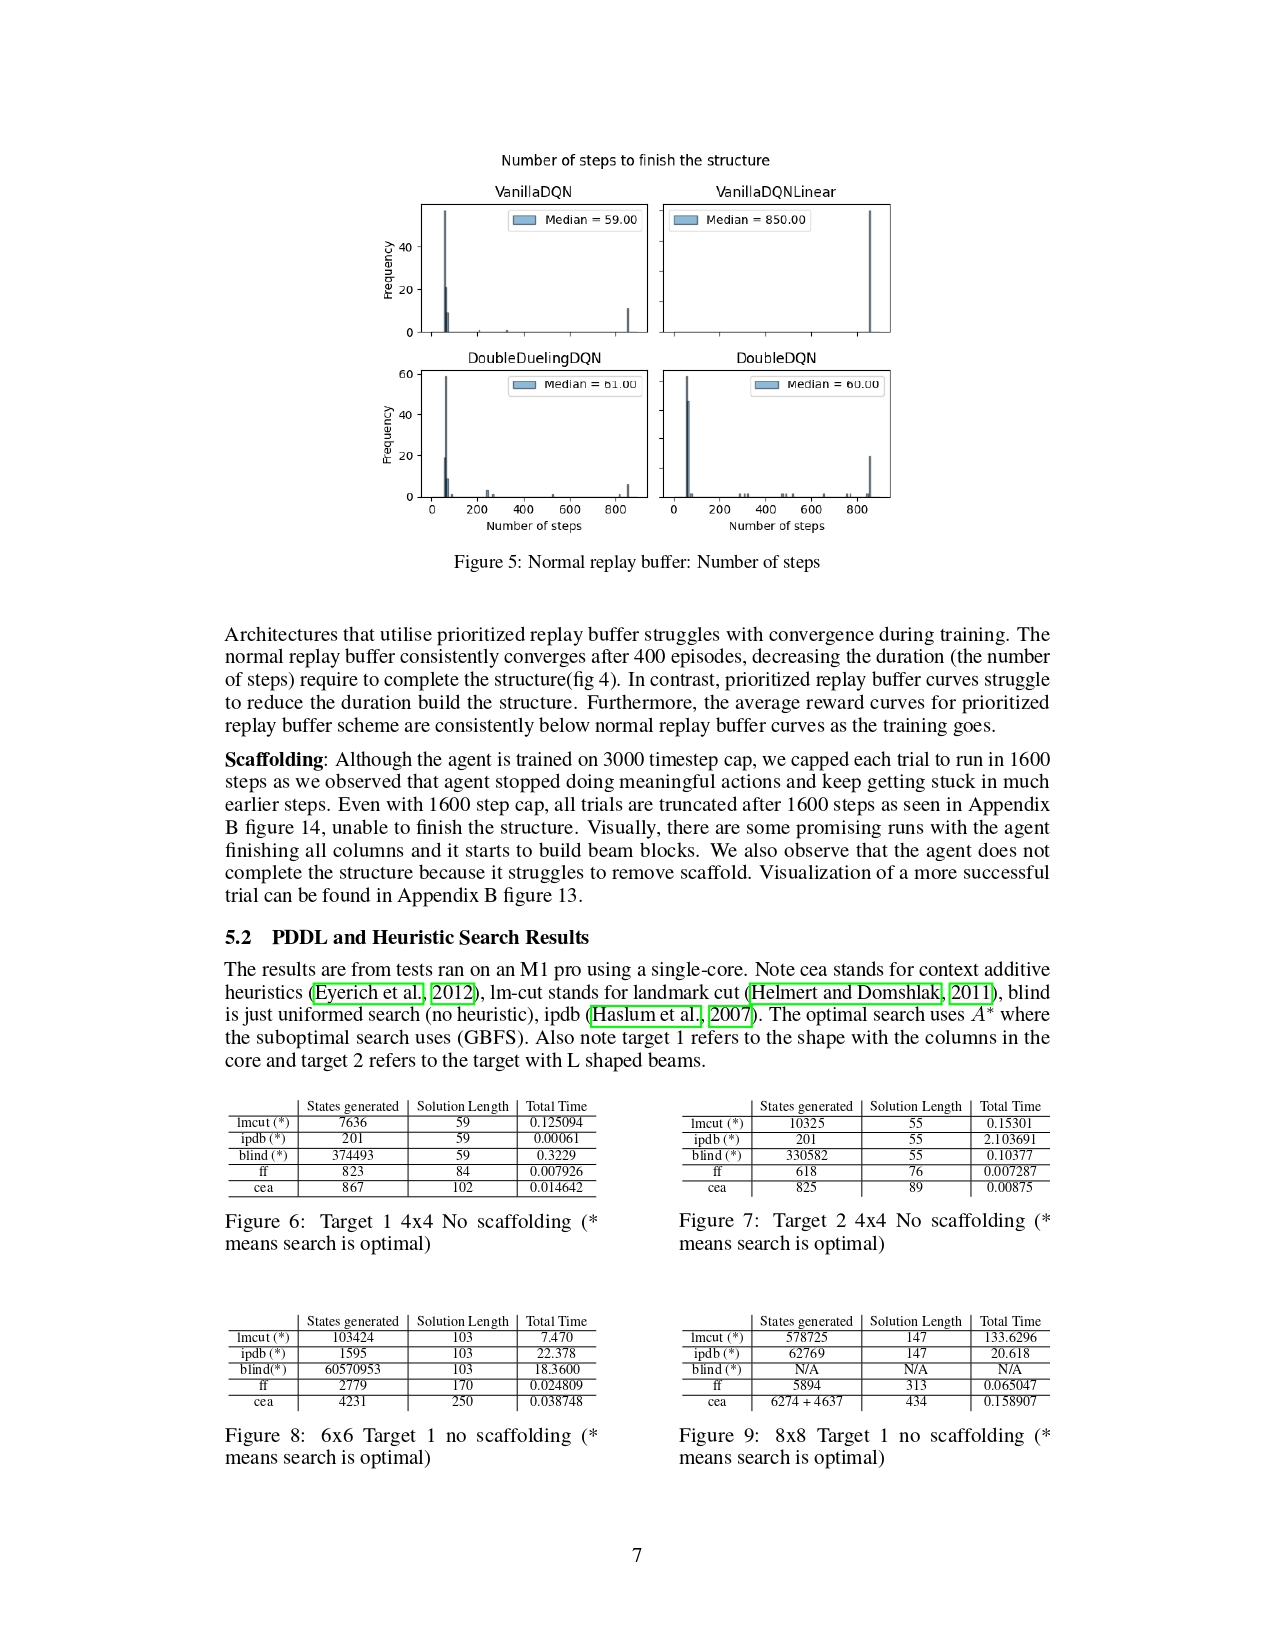 Number of steps to finish the structure
VanillaDQN
VanillaDQNLinear
Median = 59.00
Median = 850.00
Frequency
40
20
0
DoubleDuelingDQN
DoubleDQN
Median = 61.00
Median = 60.00
Frequency
60
40
20
0
0 200 400 600 800
0 200 400 600 800
Number of steps
Number of steps
Figure 5: Normal replay buffer: Number of steps
Architectures that utilise prioritized replay buffer struggles with convergence during training. The
normal replay buffer consistently converges after 400 episodes, decreasing the duration (the number
of steps) require to complete the structure(fig 4). In contrast, prioritized replay buffer curves struggle
to reduce the duration build the structure. Furthermore, the average reward curves for prioritized
replay buffer scheme are consistently below normal replay buffer curves as the training goes.
Scaffolding: Although the agent is trained on 3000 timestep cap, we capped each trial to run in 1600
steps as we observed that agent stopped doing meaningful actions and keep getting stuck in much
earlier steps. Even with 1600 step cap, all trials are truncated after 1600 steps as seen in Appendix
B figure 14, unable to finish the structure. Visually, there are some promising runs with the agent
finishing all columns and it starts to build beam blocks. We also observe that the agent does not
complete the structure because it struggles to remove scaffold. Visualization of a more successful
trial can be found in Appendix B figure 13.
5.2 PDDL and Heuristic Search Results
The results are from tests ran on an M1 pro using a single-core. Note cea stands for context additive
heuristics (Eyerich et al., 2012), lm-cut stands for landmark cut (Helmert and Domshlak, 2011), blind
is just uniformed search (no heuristic), ipdb (Haslum et al., 2007). The optimal search uses A* where
the suboptimal search uses (GBFS). Also note target 1 refers to the shape with the columns in the
core and target 2 refers to the target with L shaped beams.
States generated Solution Length Total Time
lmcut (*) 7636 59 0.125094
ipdb (*) 201 59 0.00061
blind (*) 374493 59 0.3229
ff 823 84 0.007926
cea 867 102 0.014642
Figure 6: Target 1 4x4 No scaffolding (*
means search is optimal)
States generated Solution Length Total Time
lmcut (*) 10325 55 0.15301
ipdb (*) 201 55 2.103691
blind (*) 330582 55 0.10377
ff 618 76 0.007287
cea 825 89 0.00875
Figure 7: Target 2 4x4 No scaffolding (*
means search is optimal)
States generated Solution Length Total Time
lmcut (*) 103424 103 7.470
ipdb (*) 1595 103 22.378
blind(*) 60570953 103 18.3600
ff 2779 170 0.024809
cea 4231 250 0.038748
Figure 8: 6x6 Target 1 no scaffolding (*
means search is optimal)
States generated Solution Length Total Time
lmcut (*) 578725 147 133.6296
ipdb (*) 62769 147 20.618
blind (*) N/A N/A N/A
ff 5894 313 0.065047
cea 6274 + 4637 434 0.158907
Figure 9: 8x8 Target 1 no scaffolding (*
means search is optimal)
7